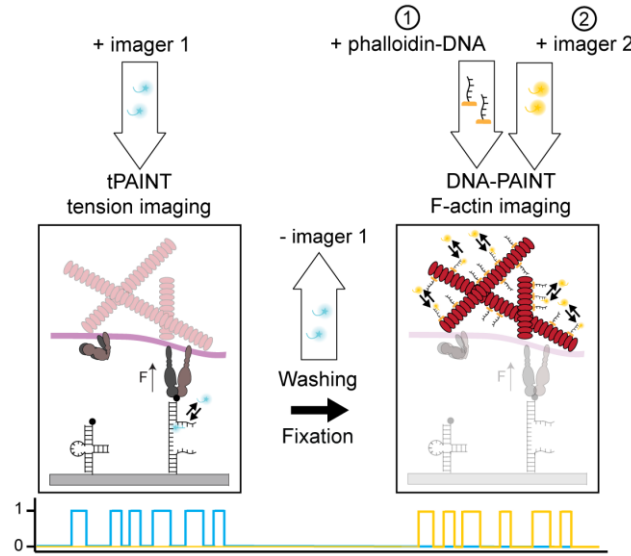 + imager 1
tPAINT
tension imaging
F
- imager 1
Washing
Fixation
1
+ phalloidin-DNA
2
+ imager 2
DNA-PAINT
F-actin imaging
F
1
0